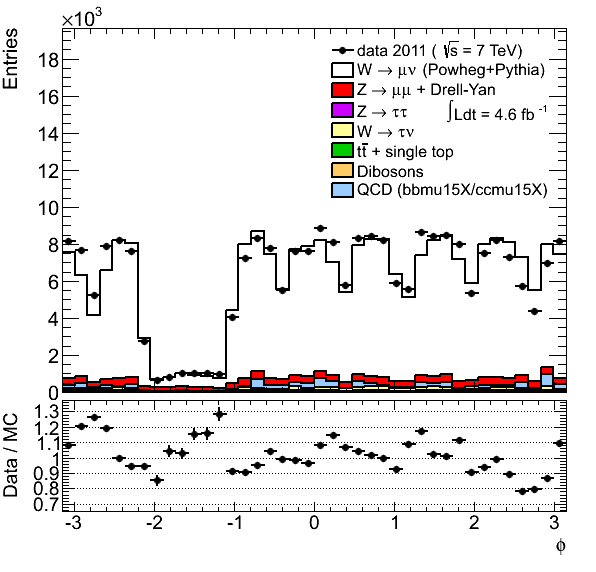 ×10³
Entries
18
16
14
12
10
8
6
4
2
0
data 2011 ( √s = 7 TeV)
W → μν (Powheg+Pythia)
Z → μμ + Drell-Yan
Z → ττ
∫Ldt = 4.6 fb⁻¹
W → τν
tt̄ + single top
Dibosons
QCD (bbmu15X/ccmu15X)
Data / MC
1.3
1.2
1.1
1
0.9
0.8
0.7
-3 -2 -1 0 1 2 3
ϕ